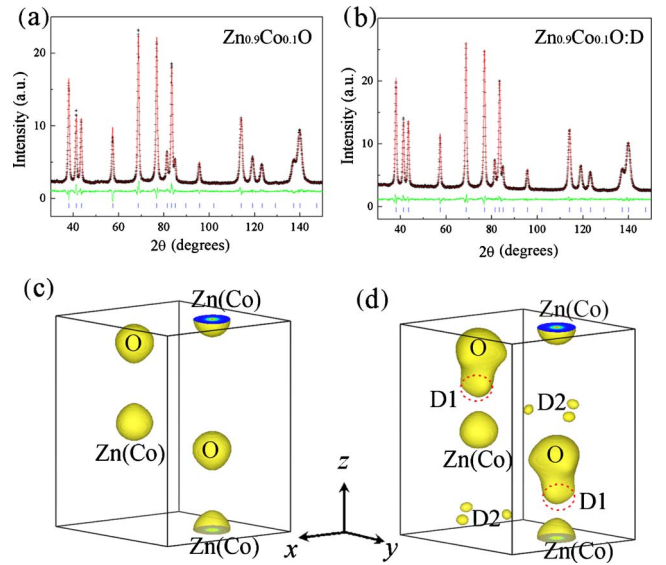 (a)
Zn0.9Co0.1O
Intensity (a.u.)
20
10
0
40 60 80 100 120 140
2θ (degrees)
(b)
Zn0.9Co0.1O:D
Intensity (a.u.)
30
20
10
0
40 60 80 100 120 140
2θ (degrees)
(c)
Zn(Co)
O
Zn(Co)
O
Zn(Co)
z
x
y
(d)
Zn(Co)
O
D1
D2
Zn(Co)
O
D1
D2
Zn(Co)